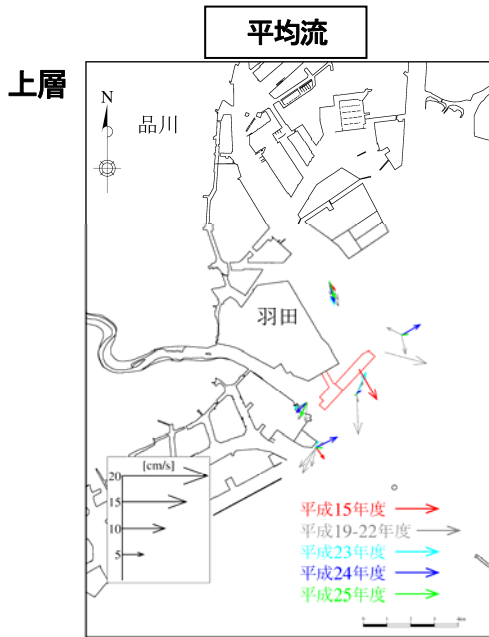 平均流
上層
N
品川
羽田
[cm/s]
20
15
10
5
平成15年度
平成19-22年度
平成23年度
平成24年度
平成25年度